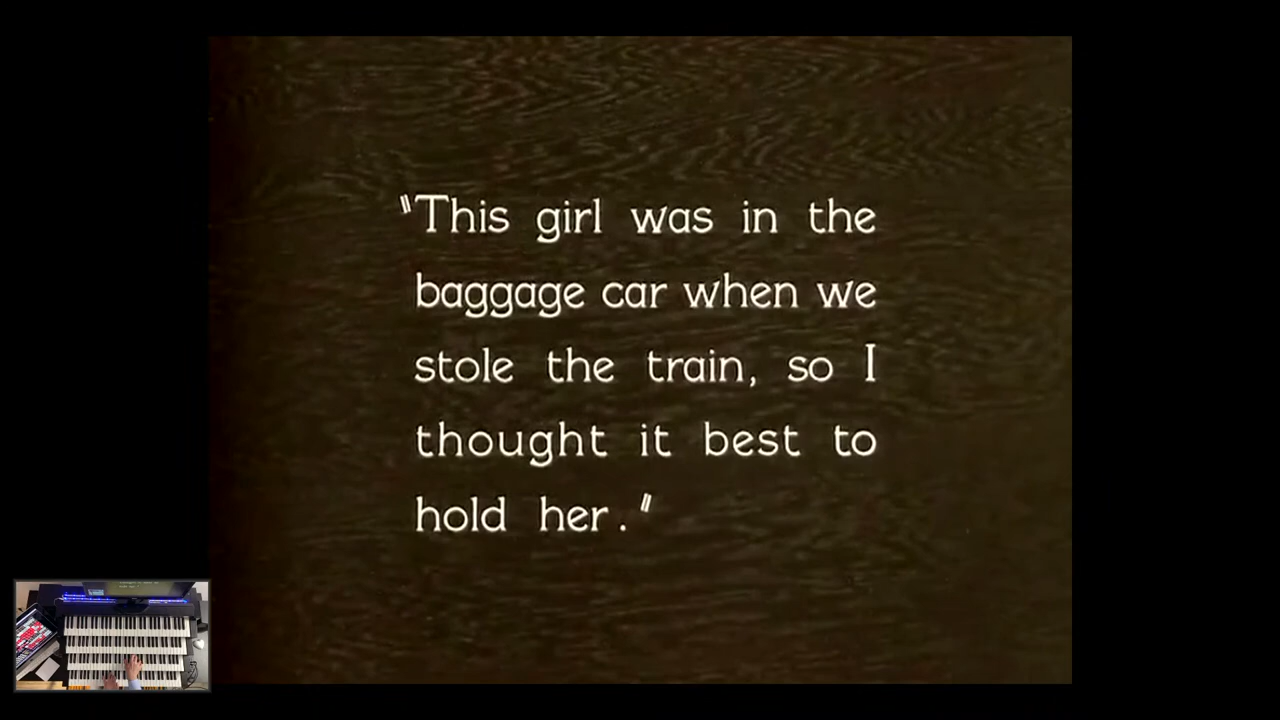 "This girl was in the
baggage car when we
stole the train, so I
thought it best to
hold her."